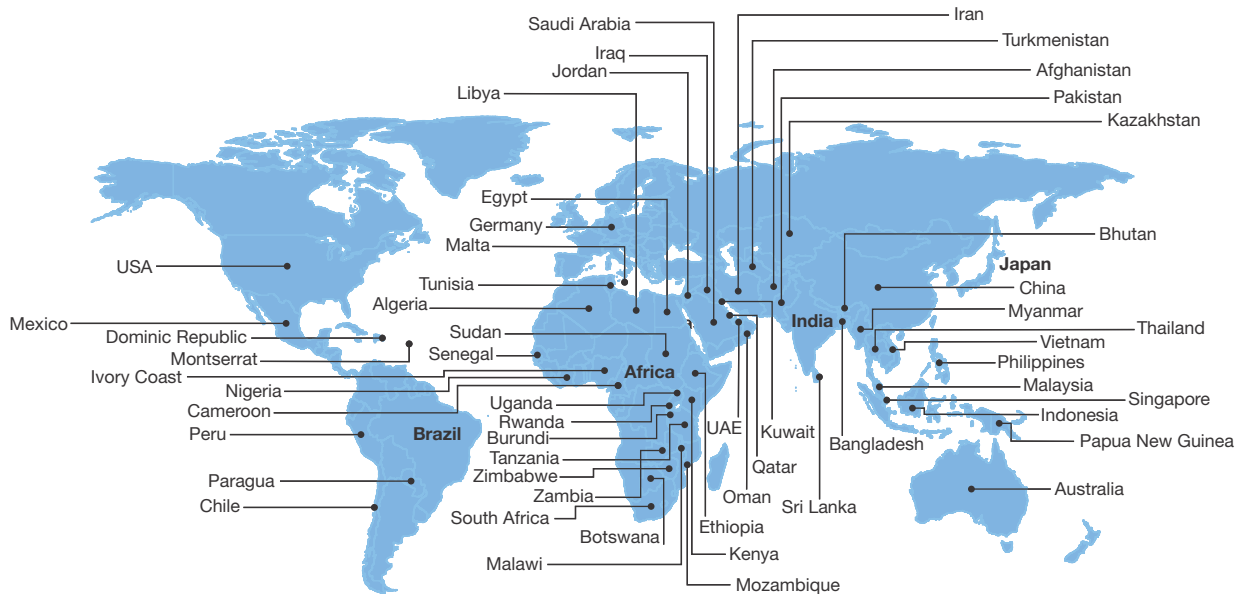 Saudi Arabia
Iran
Iraq
Turkmenistan
Jordan
Afghanistan
Libya
Pakistan
Kazakhstan
Egypt
Germany
Bhutan
Malta
USA
Japan
Tunisia
China
Algeria
Myanmar
Mexico
India
Dominic Republic
Sudan
Thailand
Vietnam
Montserrat
Senegal
Philippines
Ivory Coast
Africa
Nigeria
Malaysia
Cameroon
Uganda
Singapore
Rwanda
Indonesia
Peru
Brazil
Burundi
UAE
Kuwait
Bangladesh
Papua New Guinea
Tanzania
Qatar
Zimbabwe
Paragua
Zambia
Oman
Sri Lanka
Australia
Chile
South Africa
Ethiopia
Botswana
Kenya
Malawi
Mozambique